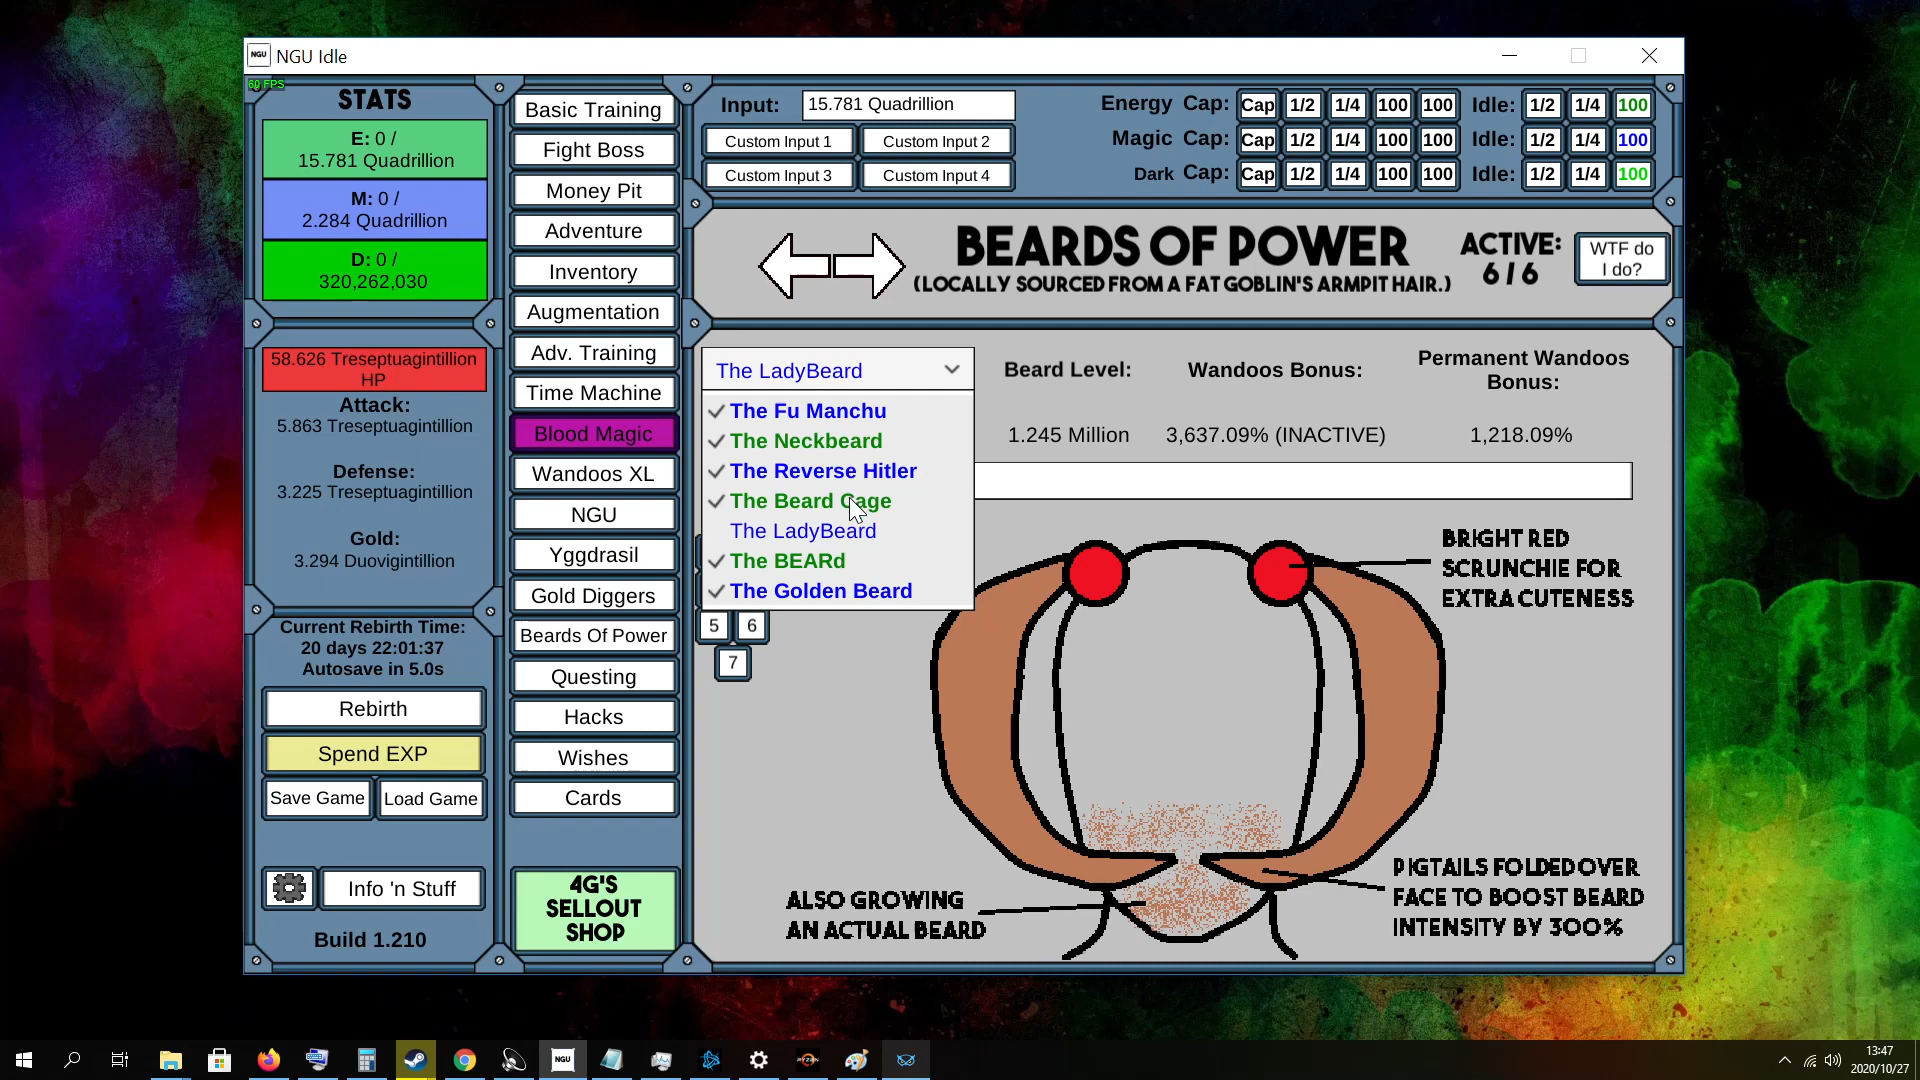 NGU NGU Idle
60 FPS
STATS
E: 0 /
15.781 Quadrillion
M: 0 /
2.284 Quadrillion
D: 0 /
320,262,030
58.626 Treseptuagintillion
HP
Attack:
5.863 Treseptuagintillion
Defense:
3.225 Treseptuagintillion
Gold:
3.294 Duovigintillion
Current Rebirth Time:
20 days 22:01:37
Autosave in 5.0s
Rebirth
Spend EXP
Save Game Load Game
Info 'n Stuff
Build 1.210
Basic Training
Fight Boss
Money Pit
Adventure
Inventory
Augmentation
Adv. Training
Time Machine
Blood Magic
Wandoos XL
NGU
Yggdrasil
Gold Diggers
Beards Of Power
Questing
Hacks
Wishes
Cards
4G'S
SELLOUT
SHOP
Input: 15.781 Quadrillion
Custom Input 1 Custom Input 2
Custom Input 3 Custom Input 4
Energy Cap: Cap 1/2 1/4 100 100 Idle: 1/2 1/4 100
Magic Cap: Cap 1/2 1/4 100 100 Idle: 1/2 1/4 100
Dark Cap: Cap 1/2 1/4 100 100 Idle: 1/2 1/4 100
BEARDS OF POWER
(LOCALLY SOURCED FROM A FAT GOBLIN'S ARMPIT HAIR.)
ACTIVE:
6/6
WTF do
I do?
The LadyBeard
The Fu Manchu
The Neckbeard
The Reverse Hitler
The Beard Cage
The LadyBeard
The BEARd
The Golden Beard
5 6
7
Beard Level:
1.245 Million
Wandoos Bonus:
3,637.09% (INACTIVE)
Permanent Wandoos
Bonus:
1,218.09%
BRIGHT RED
SCRUNCHIE FOR
EXTRA CUTENESS
ALSO GROWING
AN ACTUAL BEARD
PIGTAILS FOLDED OVER
FACE TO BOOST BEARD
INTENSITY BY 300%
NGU
RYZEN
13:47
2020/10/27